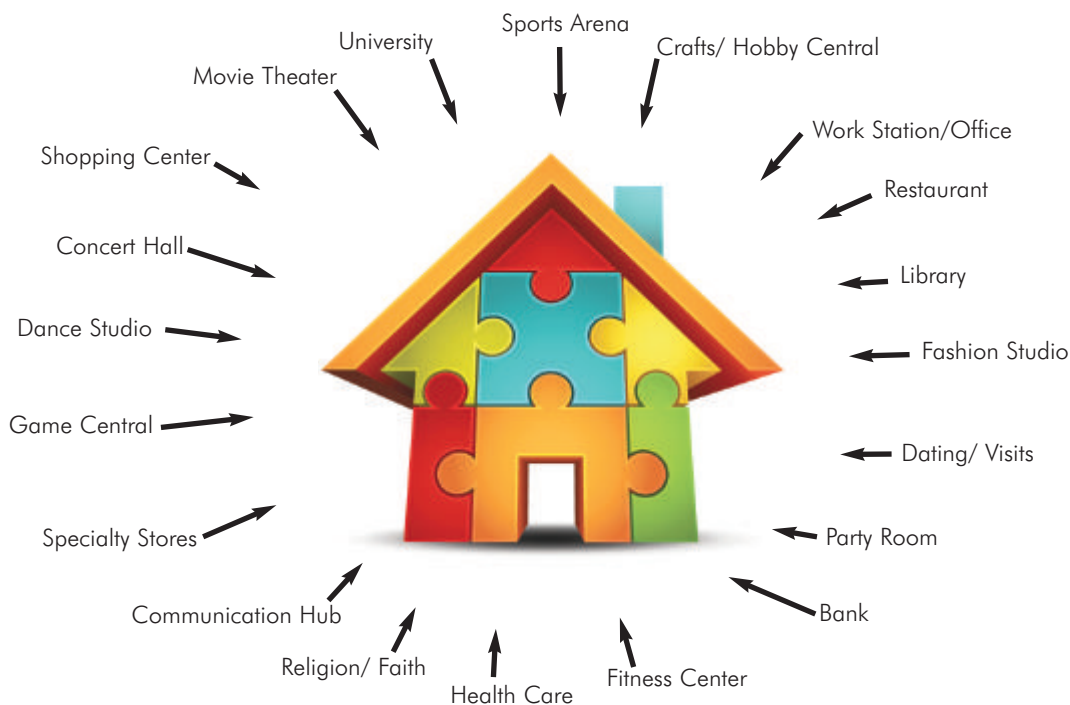 Sports Arena
University
Crafts/ Hobby Central
Movie Theater
Work Station/Office
Shopping Center
Restaurant
Concert Hall
Library
Dance Studio
Fashion Studio
Game Central
Dating/ Visits
Specialty Stores
Party Room
Communication Hub
Bank
Religion/ Faith
Fitness Center
Health Care